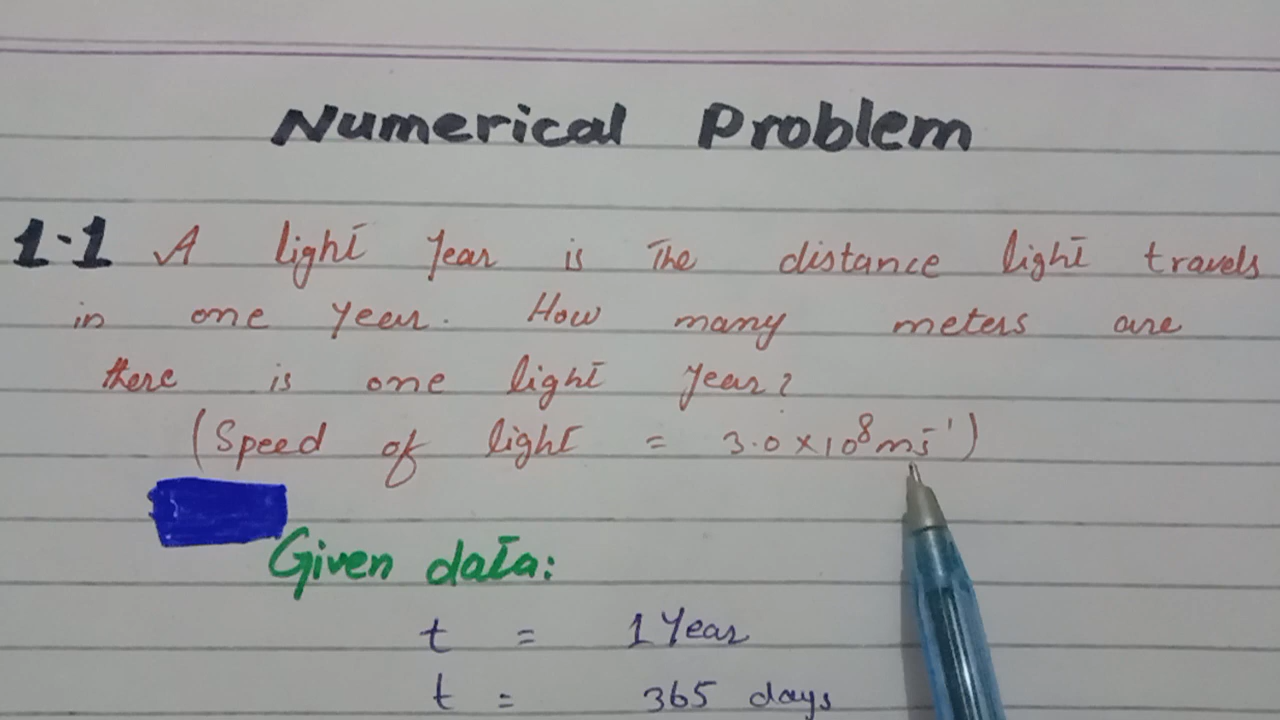 Numerical Problem
1.1 A light year is the distance light travels
in one year. How many meters are
there is one light year?
(Speed of light = 3.0×10⁸ms⁻¹)
Given data:
t = 1 Year
t = 365 days